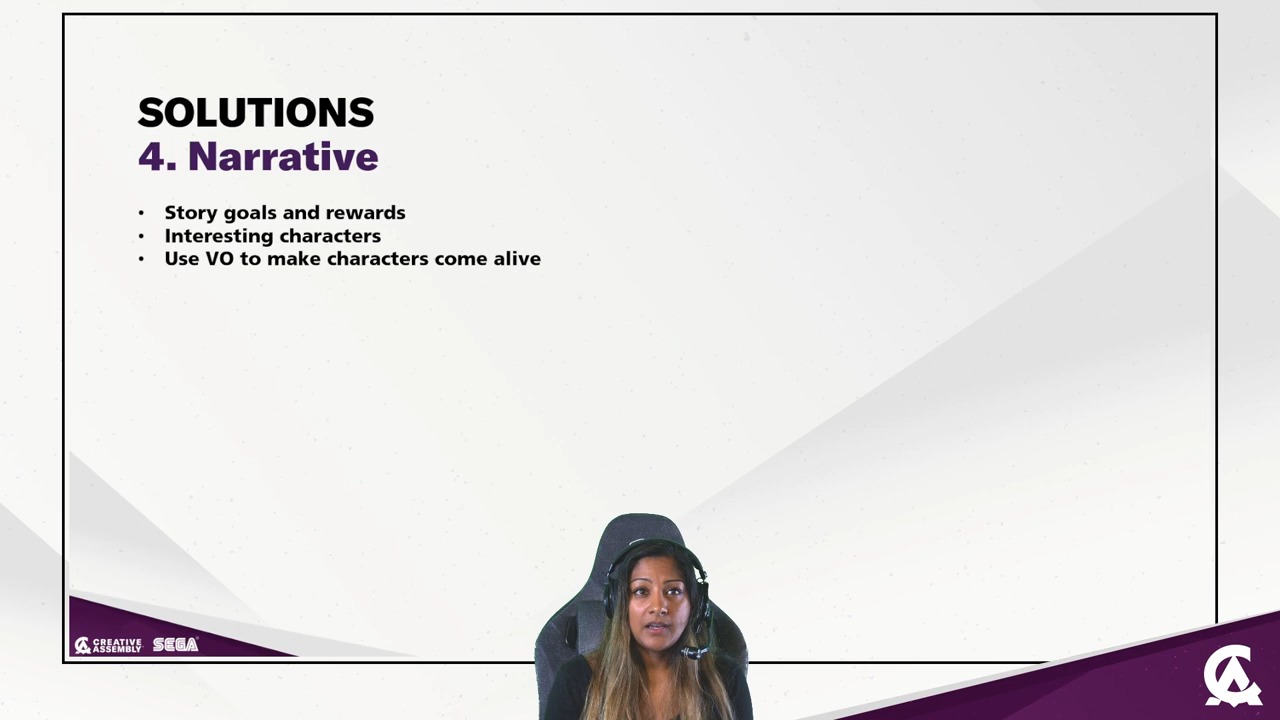 SOLUTIONS
4. Narrative
• Story goals and rewards
• Interesting characters
• Use VO to make characters come alive
CREATIVE
ASSEMBLY
SEGA